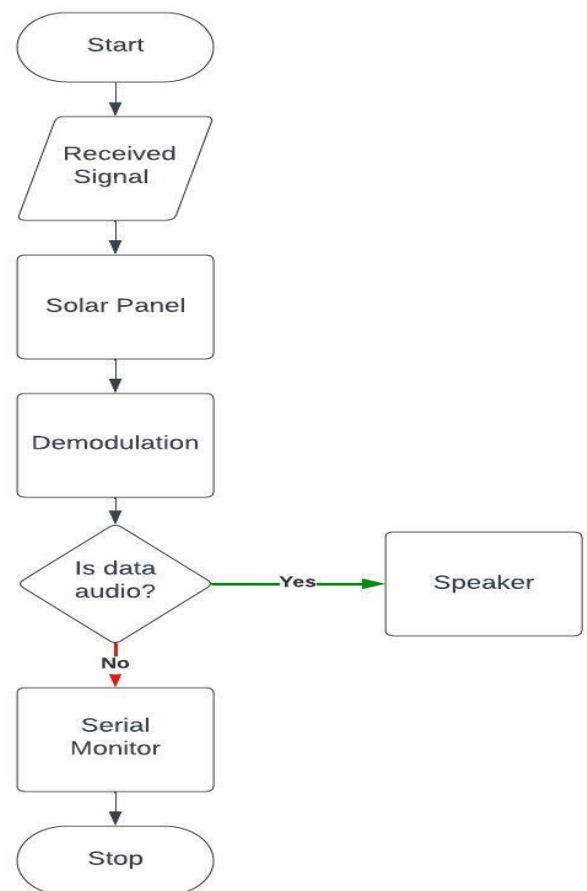 Start
Received
Signal
Solar Panel
Demodulation
Is data
audio?
Yes
Speaker
No
Serial
Monitor
Stop